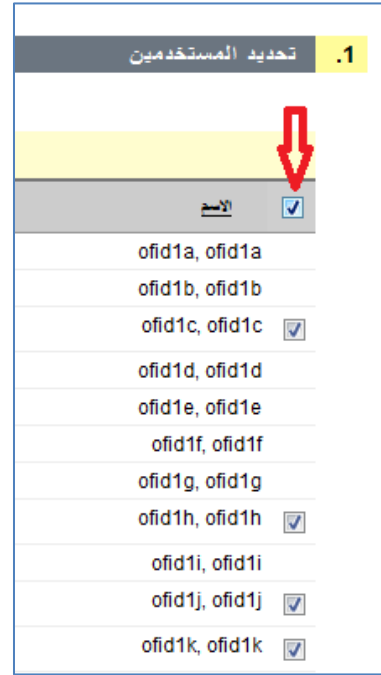 1. تحديد المستخدمين
الاسم
ofid1a, ofid1a
ofid1b, ofid1b
ofid1c, ofid1c
ofid1d, ofid1d
ofid1e, ofid1e
ofid1f, ofid1f
ofid1g, ofid1g
ofid1h, ofid1h
ofid1i, ofid1i
ofid1j, ofid1j
ofid1k, ofid1k